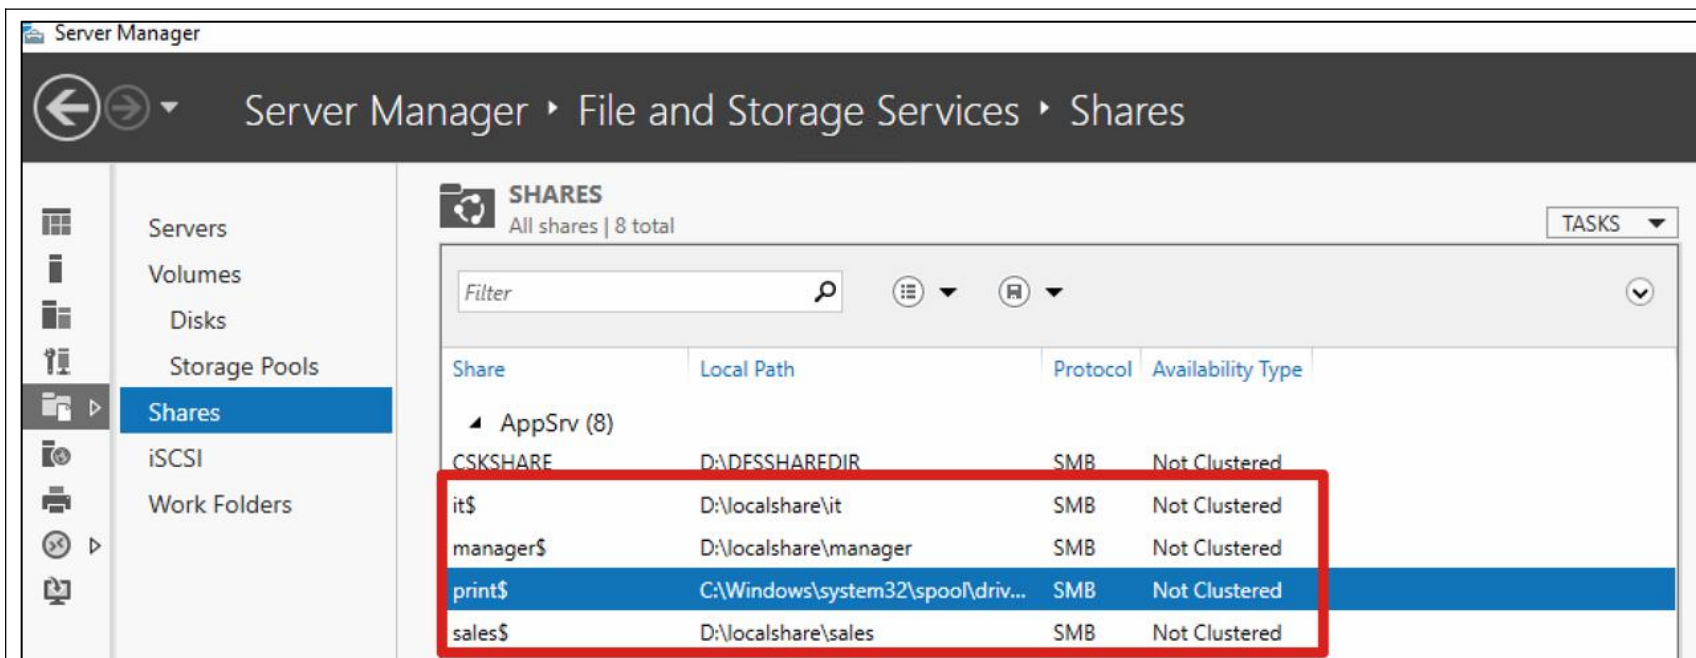 Server Manager
Server Manager ‣ File and Storage Services ‣ Shares
Servers
Volumes
Disks
Storage Pools
Shares
iSCSI
Work Folders
SHARES
All shares | 8 total
TASKS
Filter
Share Local Path Protocol Availability Type
AppSrv (8)
CSKSHARE D:\DFSSHAREDIR SMB Not Clustered
it$ D:\localshare\it SMB Not Clustered
manager$ D:\localshare\manager SMB Not Clustered
print$ C:\Windows\system32\spool\driv... SMB Not Clustered
sales$ D:\localshare\sales SMB Not Clustered